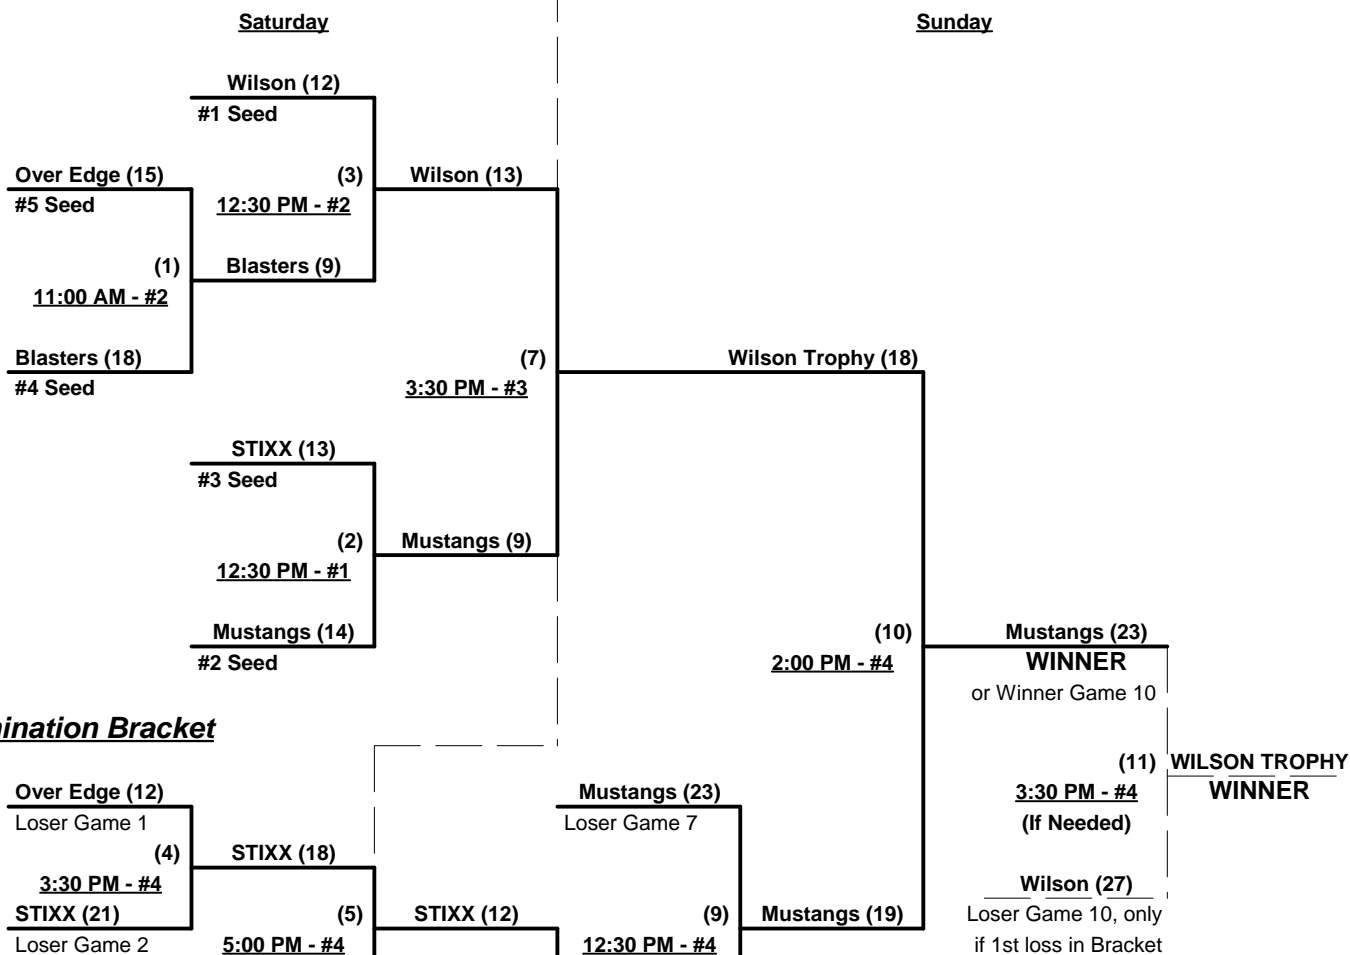 Saturday
Sunday
Wilson (12)
#1 Seed
Over Edge (15)
#5 Seed
(3)
12:30 PM - #2
Wilson (13)
(1)
11:00 AM - #2
Blasters (9)
Blasters (18)
#4 Seed
(7)
3:30 PM - #3
Wilson Trophy (18)
STIXX (13)
#3 Seed
(2)
12:30 PM - #1
Mustangs (9)
Mustangs (14)
#2 Seed
(10)
2:00 PM - #4
Mustangs (23)
WINNER
or Winner Game 10
mination Bracket
(11)
3:30 PM - #4
(If Needed)
WILSON TROPHY
WINNER
Over Edge (12)
Loser Game 1
Mustangs (23)
Loser Game 7
(4)
3:30 PM - #4
STIXX (18)
STIXX (21)
Loser Game 2
(5)
5:00 PM - #4
STIXX (12)
(9)
12:30 PM - #4
Mustangs (19)
Wilson (27)
Loser Game 10, only
if 1st loss in Bracket